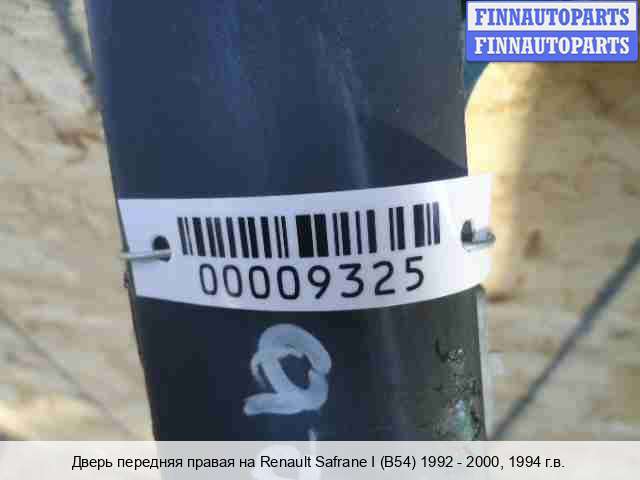 FINNAUTOPARTS
FINNAUTOPARTS
00009325
Дверь передняя правая на Renault Safrane I (B54) 1992 - 2000, 1994 г.в.